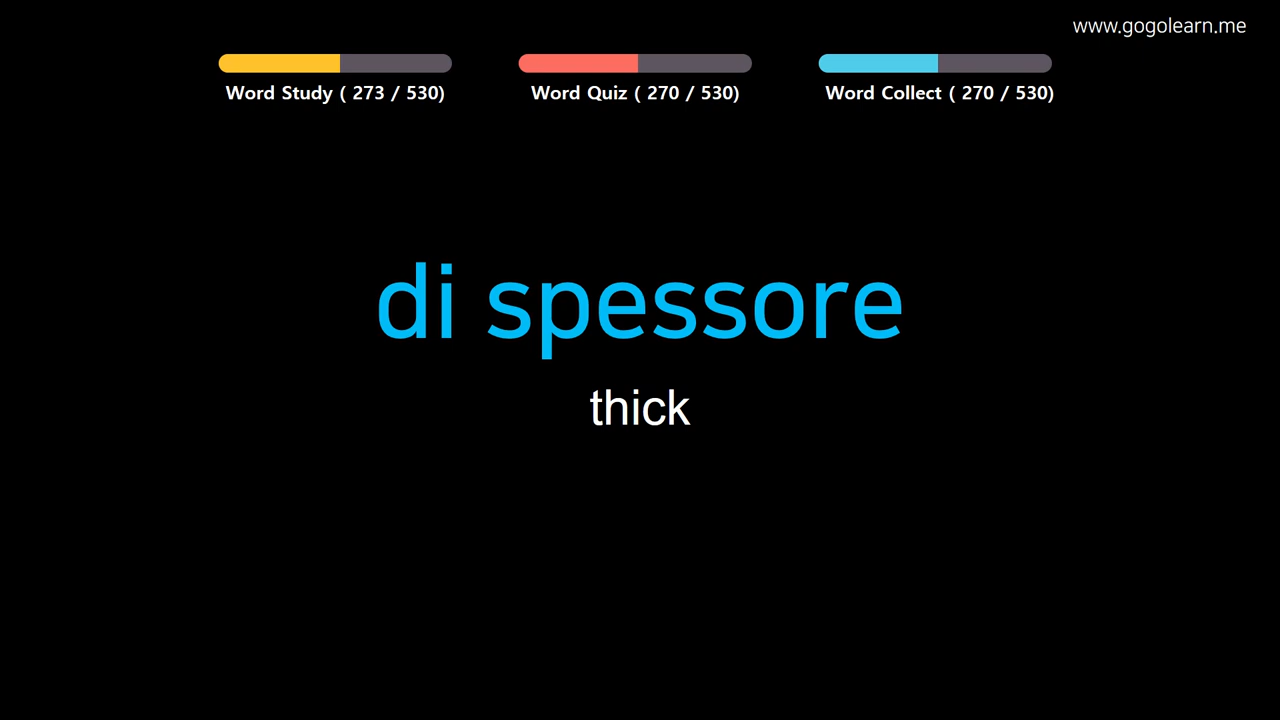 www.gogolearn.me
Word Study ( 273 / 530)
Word Quiz ( 270 / 530)
Word Collect ( 270 / 530)
di spessore
thick